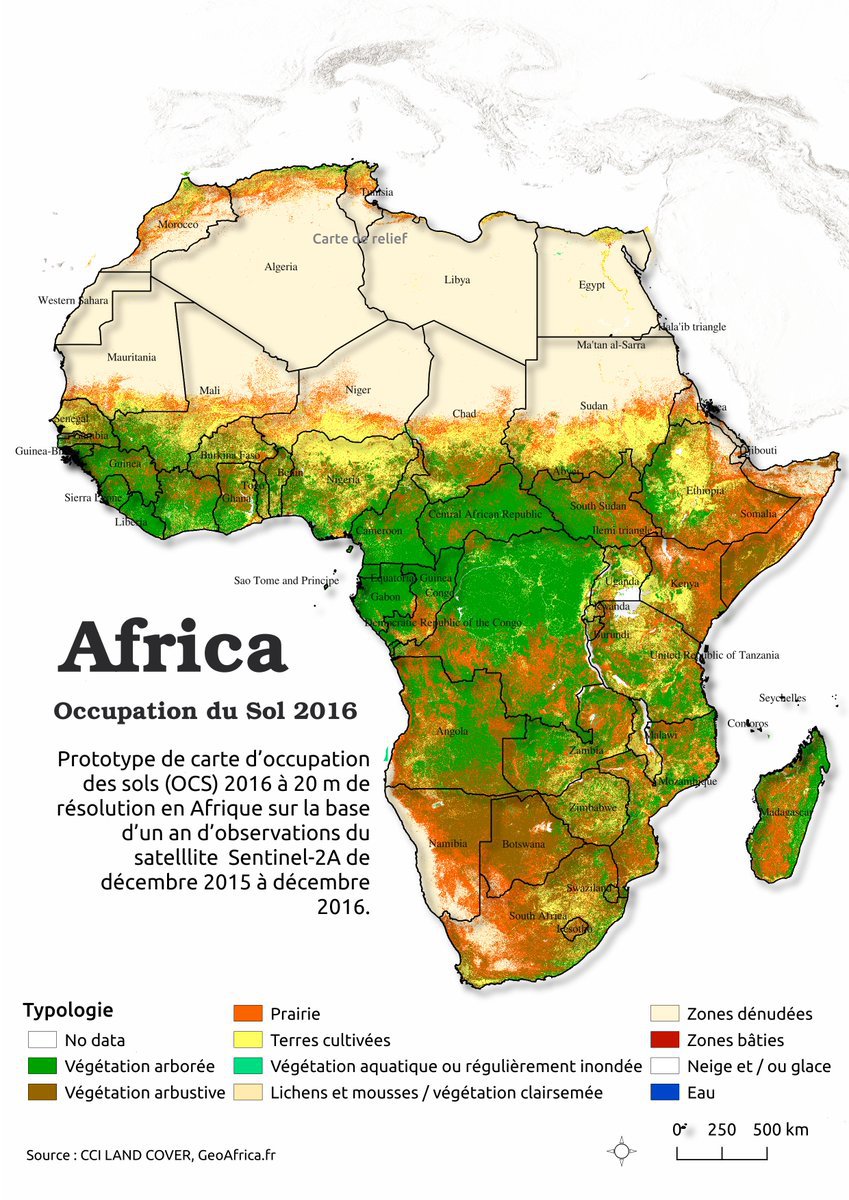 Tunisia
Morocco
Carte de relief
Algeria
Libya
Egypt
Western Sahara
Hala'ib triangle
Ma'tan al-Sarra
Mauritania
Mali
Niger
Chad
Sudan
Eritrea
Senegal
Gambia
Djibouti
Guinea-Bi
Guinea
Burkina Faso
Benin
Togo
Nigeria
Abyei
Ethiopia
Sierra Leone
Ghana
Central African Republic
South Sudan
Somalia
Liberia
Cameroon
Ilemi triangle
Sao Tome and Principe
Equatorial Guinea
Uganda
Kenya
Gabon
Congo
Rwanda
Democratic Republic of the Congo
Burundi
United Republic of Tanzania
Africa
Seychelles
Occupation du Sol 2016
Comoros
Angola
Malawi
Zambia
Prototype de carte d’occupation
des sols (OCS) 2016 à 20 m de
résolution en Afrique sur la base
d’un an d’observations du
satelllite Sentinel-2A de
décembre 2015 à décembre
2016.
Mozambique
Zimbabwe
Madagascar
Namibia
Botswana
Swaziland
South Africa
Lesotho
Typologie
No data
Végétation arborée
Végétation arbustive
Prairie
Terres cultivées
Végétation aquatique ou régulièrement inondée
Lichens et mousses / végétation clairsemée
Zones dénudées
Zones bâties
Neige et / ou glace
Eau
0 250 500 km
Source : CCI LAND COVER, GeoAfrica.fr